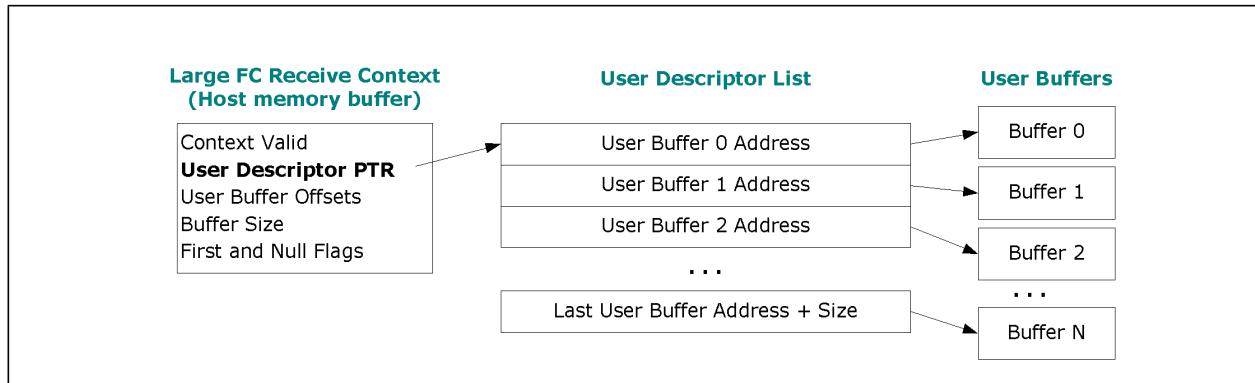 Large FC Receive Context
(Host memory buffer)
Context Valid
User Descriptor PTR
User Buffer Offsets
Buffer Size
First and Null Flags
User Descriptor List
User Buffer 0 Address
User Buffer 1 Address
User Buffer 2 Address
...
Last User Buffer Address + Size
User Buffers
Buffer 0
Buffer 1
Buffer 2
...
Buffer N